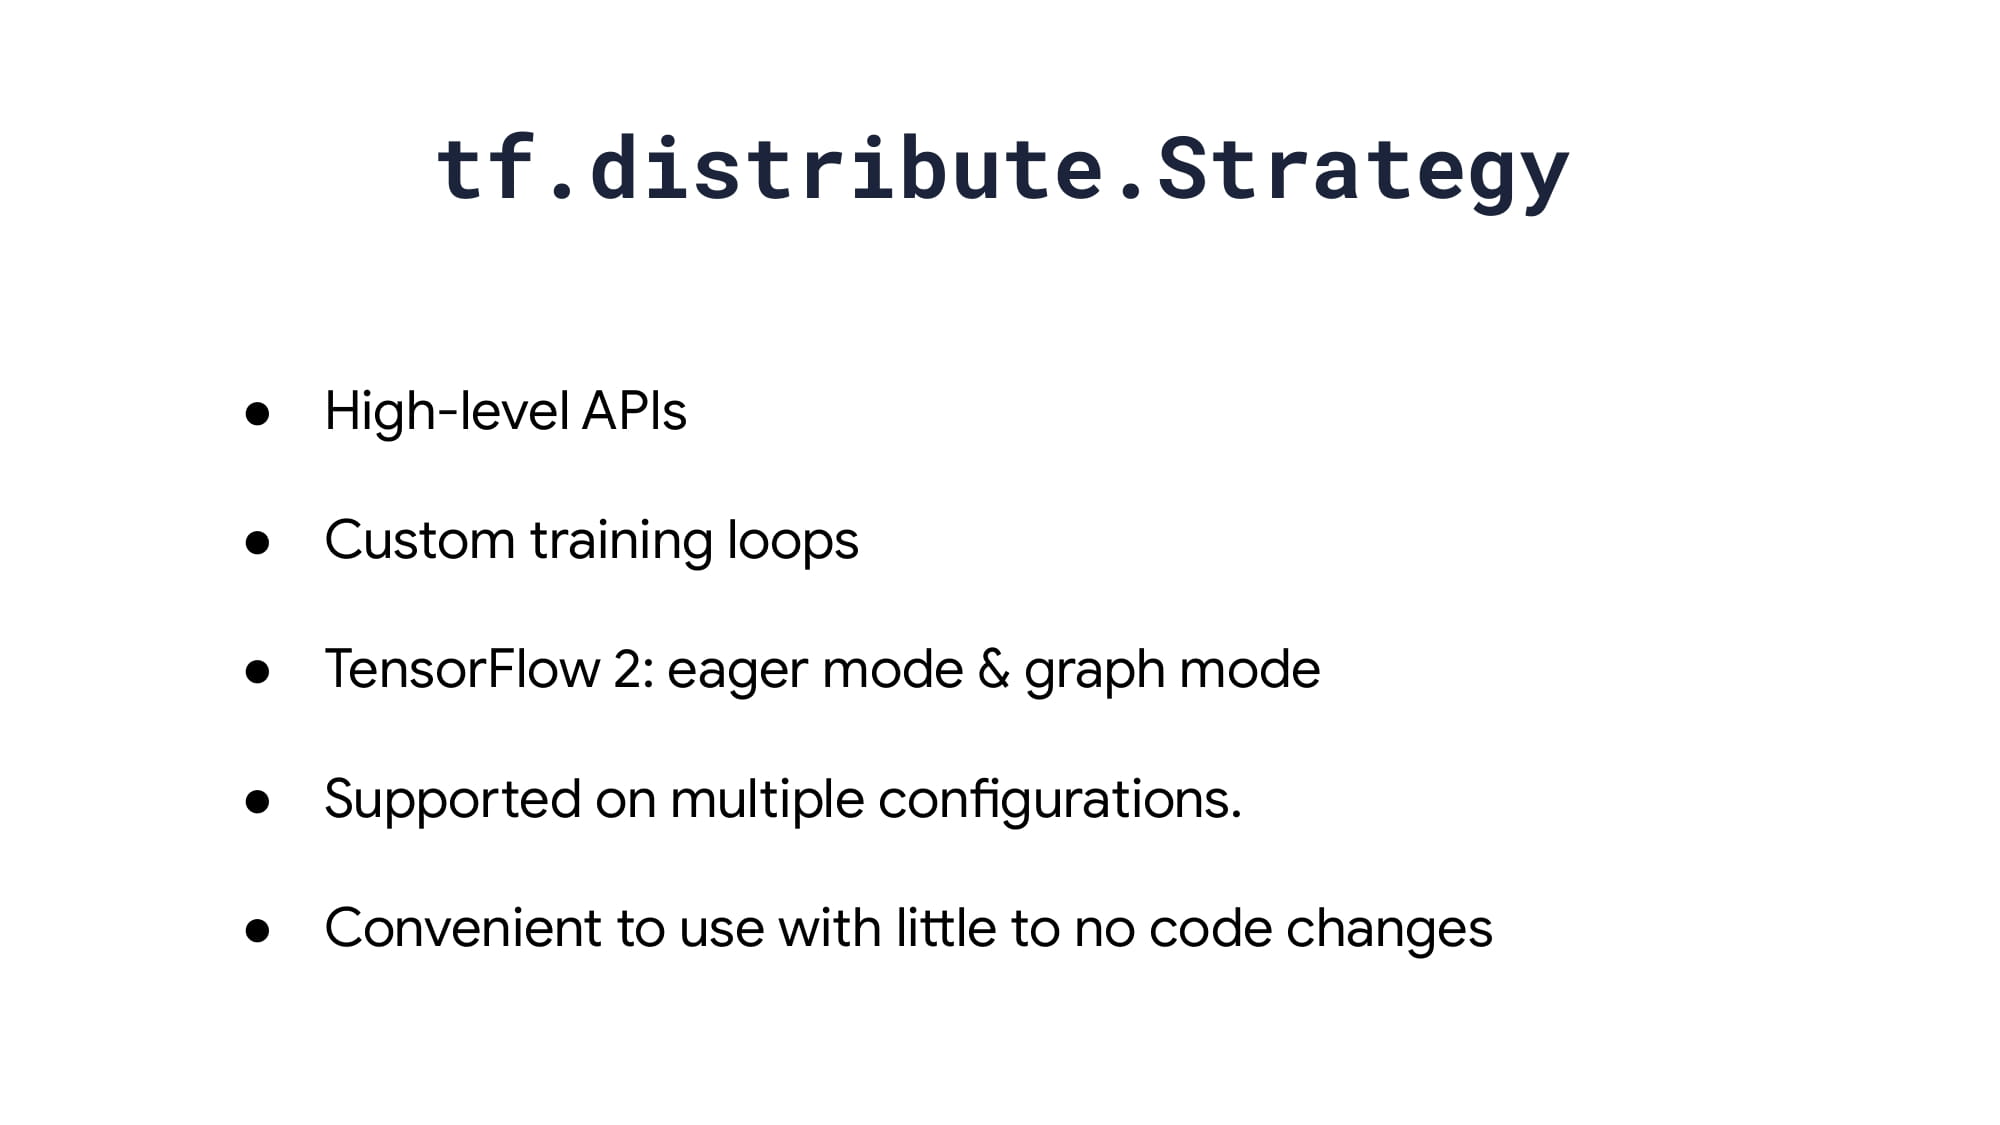 tf.distribute.Strategy
● High-level APIs
● Custom training loops
● TensorFlow 2: eager mode & graph mode
● Supported on multiple configurations.
● Convenient to use with little to no code changes